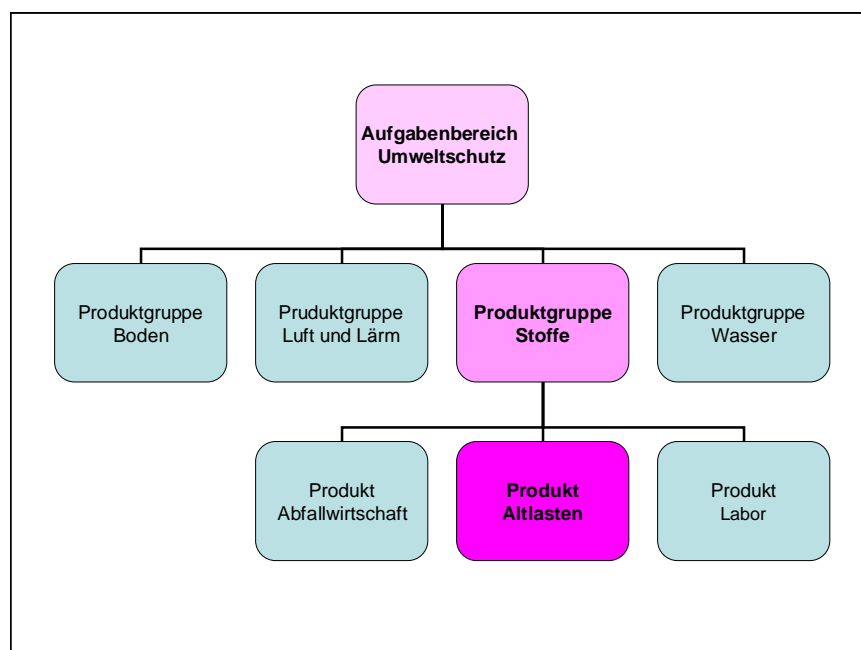 Aufgabenbereich
Umweltschutz
Produktgruppe
Boden
Pruduktgruppe
Luft und Lärm
Produktgruppe
Stoffe
Produktgruppe
Wasser
Produkt
Abfallwirtschaft
Produkt
Altlasten
Produkt
Labor